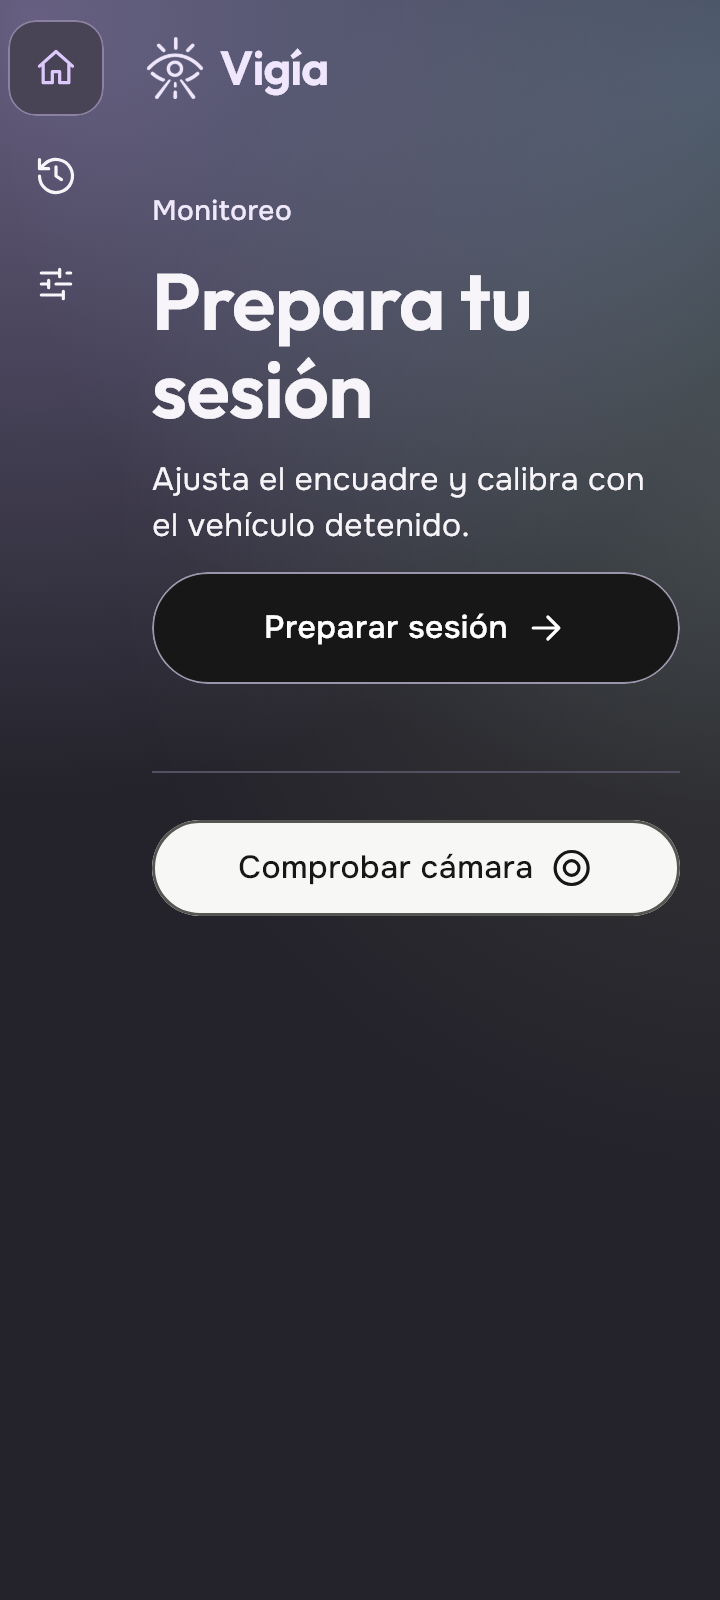 Vigía
Monitoreo
Prepara tu
sesión
Ajusta el encuadre y calibra con
el vehículo detenido.
Preparar sesión
Comprobar cámara